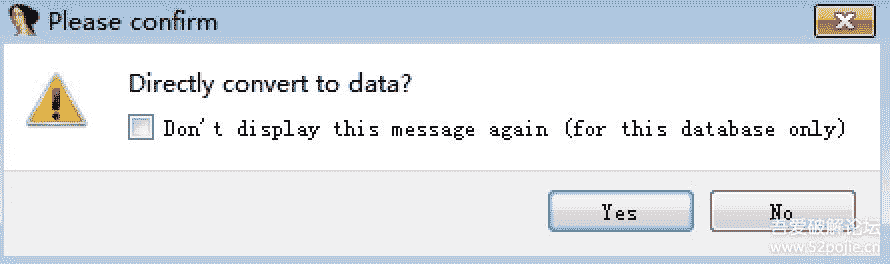 Please confirm
Directly convert to data?
Don't display this message again (for this database only)
Yes
No
吾爱破解论坛
www.52pojie.cn